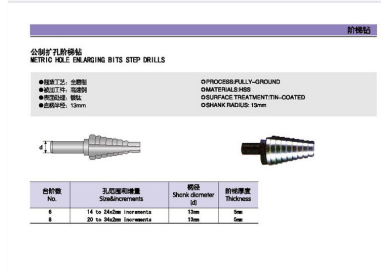 阶梯钻
公制扩孔阶梯钻
METRIC HOLE ENLARGING BITS STEP DRILLS
●制造工艺：全磨制
●被加工件：高速钢
●表面处理：镀钛
●直柄半径：13mm
○PROCESS:FULLY-GROUND
○MATERIALS:HSS
○SURFACE TREATMENT:TIN-COATED
○SHANK RADIUS: 13mm
d
台阶数 No.
孔范围和增量 Size&increments
柄径 Shank diameter (d)
阶梯厚度 Thickness
6 14 to 24x2mm increments 13mm 5mm
8 20 to 34x2mm increments 13mm 5mm